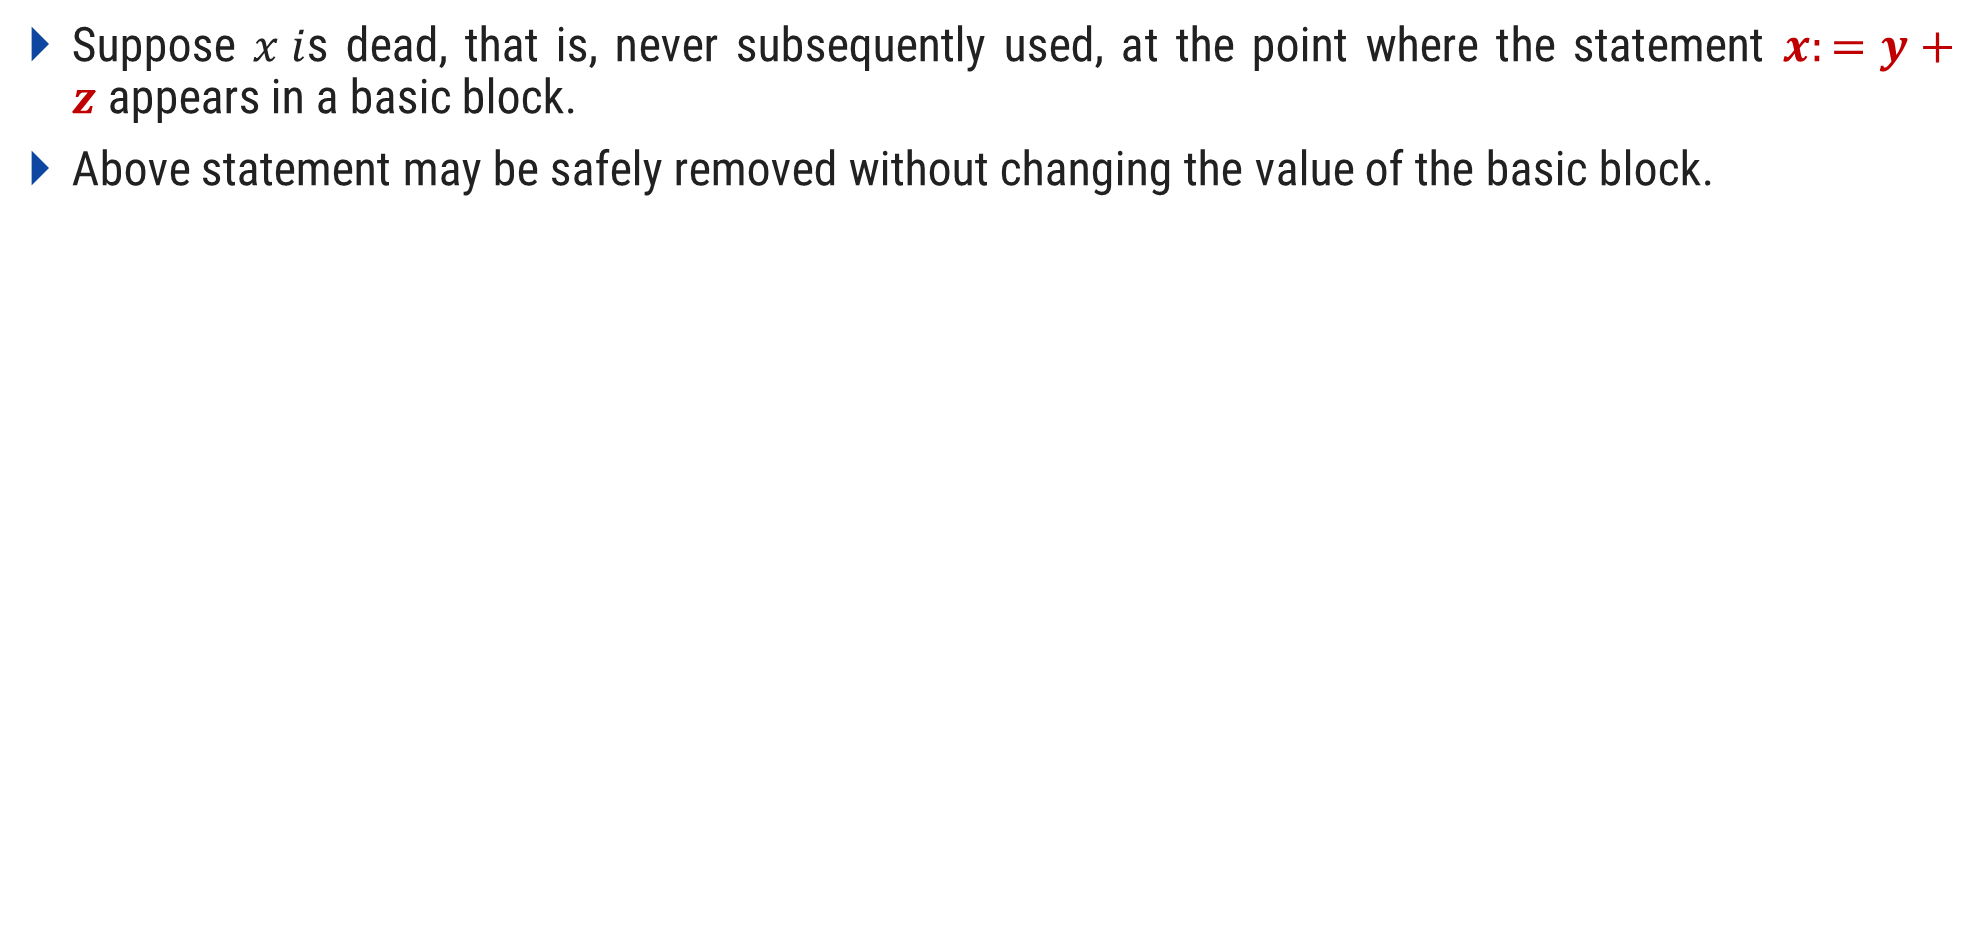 Suppose x is dead, that is, never subsequently used, at the point where the statement x: = y +
z appears in a basic block.
Above statement may be safely removed without changing the value of the basic block.